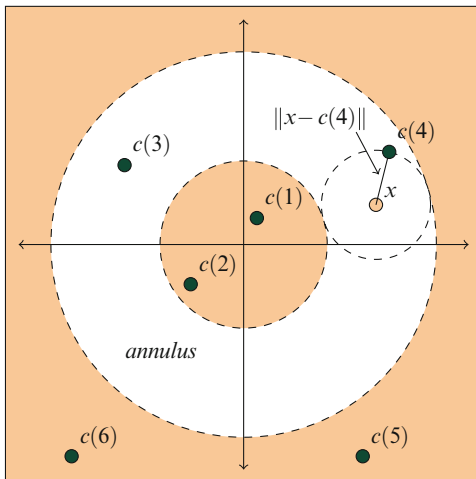 ‖x − c(4)‖
c(4)
c(3)
x
c(1)
c(2)
annulus
c(6)
c(5)